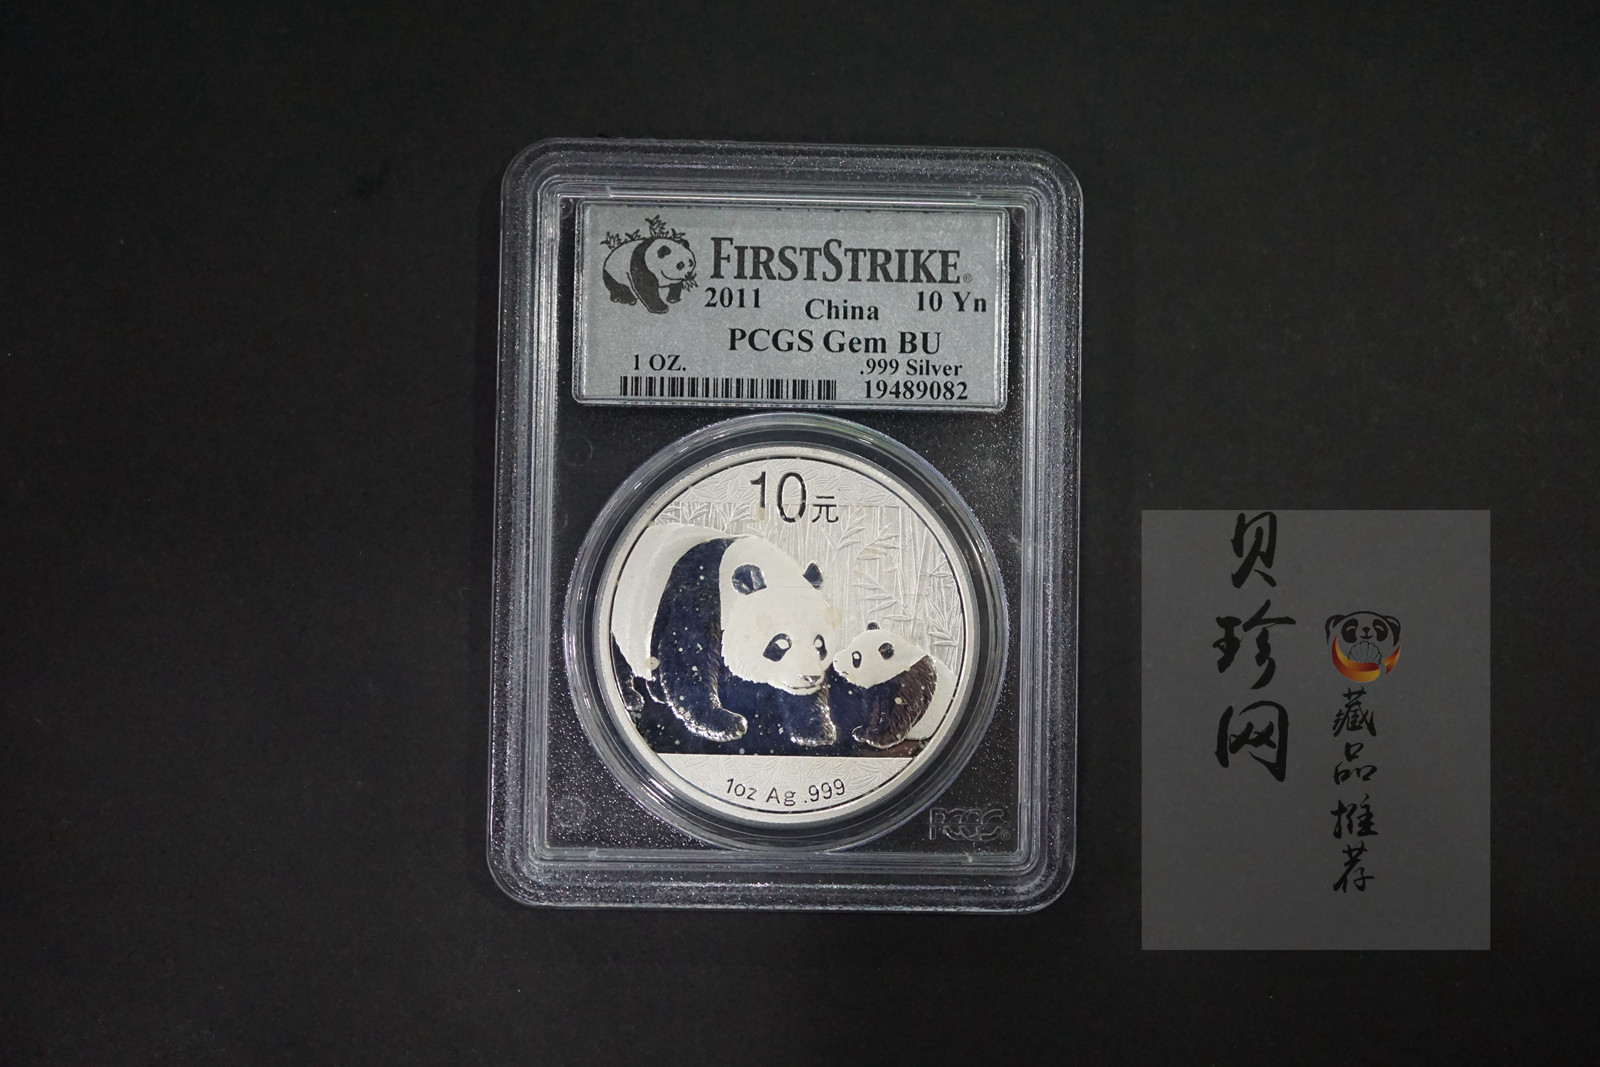 FIRSTSTRIKE®
2011 China 10 Yn
PCGS Gem BU
1 OZ. .999 Silver
19489082
10元
1oz Ag .999
PCGS®
贝珍网
藏品推荐